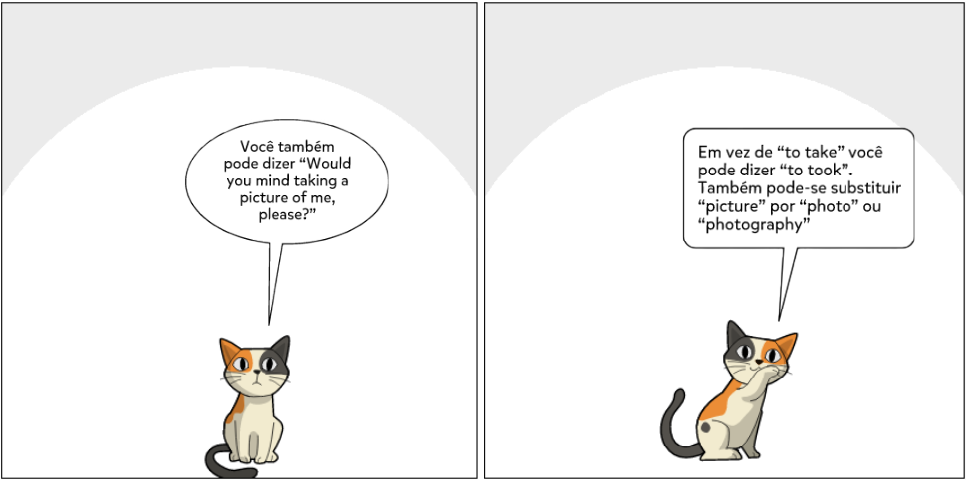 Você também
pode dizer “Would
you mind taking a
picture of me,
please?”
Em vez de “to take” você
pode dizer “to took”.
Também pode-se substituir
“picture” por “photo” ou
“photography”